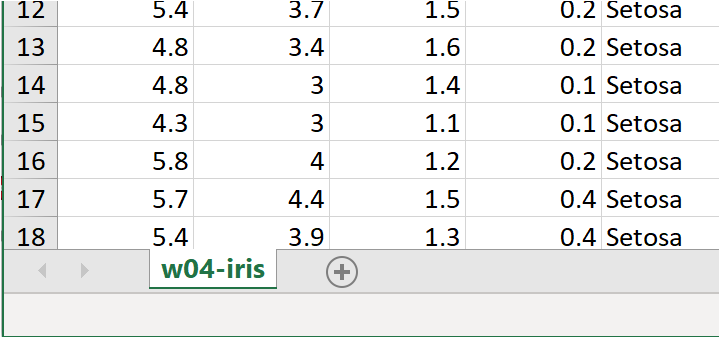 12 5.4 3.7 1.5 0.2 Setosa
13 4.8 3.4 1.6 0.2 Setosa
14 4.8 3 1.4 0.1 Setosa
15 4.3 3 1.1 0.1 Setosa
16 5.8 4 1.2 0.2 Setosa
17 5.7 4.4 1.5 0.4 Setosa
18 5.4 3.9 1.3 0.4 Setosa
w04-iris